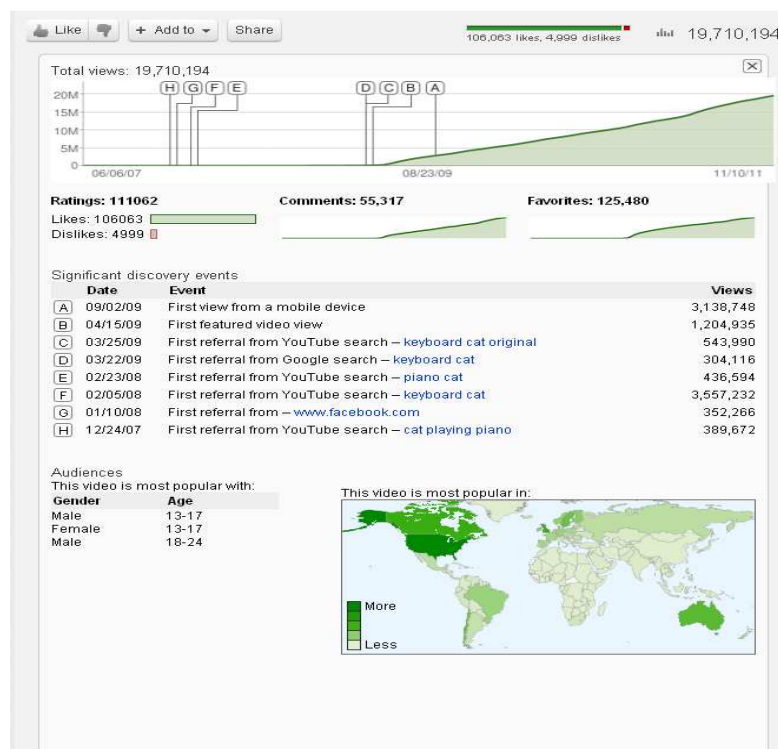 Like + Add to Share
106,063 likes, 4,999 dislikes 19,710,194
Total views: 19,710,194
H G F E D C B A
20M
15M
10M
5M
0
06/06/07 08/23/09 11/10/11
Ratings: 111062 Comments: 55,317 Favorites: 125,480
Likes: 106063
Dislikes: 4999
Significant discovery events
Date Event Views
A 09/02/09 First view from a mobile device 3,138,748
B 04/15/09 First featured video view 1,204,935
C 03/25/09 First referral from YouTube search – keyboard cat original 543,990
D 03/22/09 First referral from Google search – keyboard cat 304,116
E 02/23/08 First referral from YouTube search – piano cat 436,594
F 02/05/08 First referral from YouTube search – keyboard cat 3,557,232
G 01/10/08 First referral from – www.facebook.com 352,266
H 12/24/07 First referral from YouTube search – cat playing piano 389,672
Audiences
This video is most popular with:
Gender Age
Male 13-17
Female 13-17
Male 18-24
This video is most popular in:
More
Less